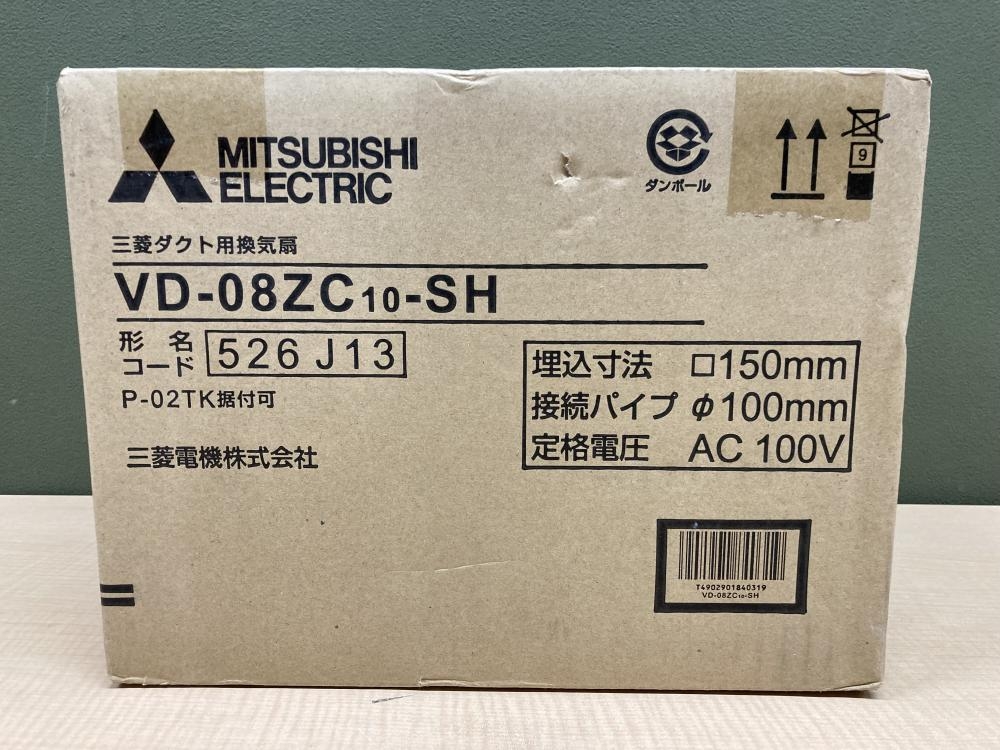 MITSUBISHI
ELECTRIC
ダンボール
9
三菱ダクト用換気扇
VD-08ZC10-SH
形名
コード
526 J13
P-02TK据付可
三菱電機株式会社
埋込寸法 □150mm
接続パイプ φ100mm
定格電圧 AC 100V
T4902901840319
VD-08ZC10-SH